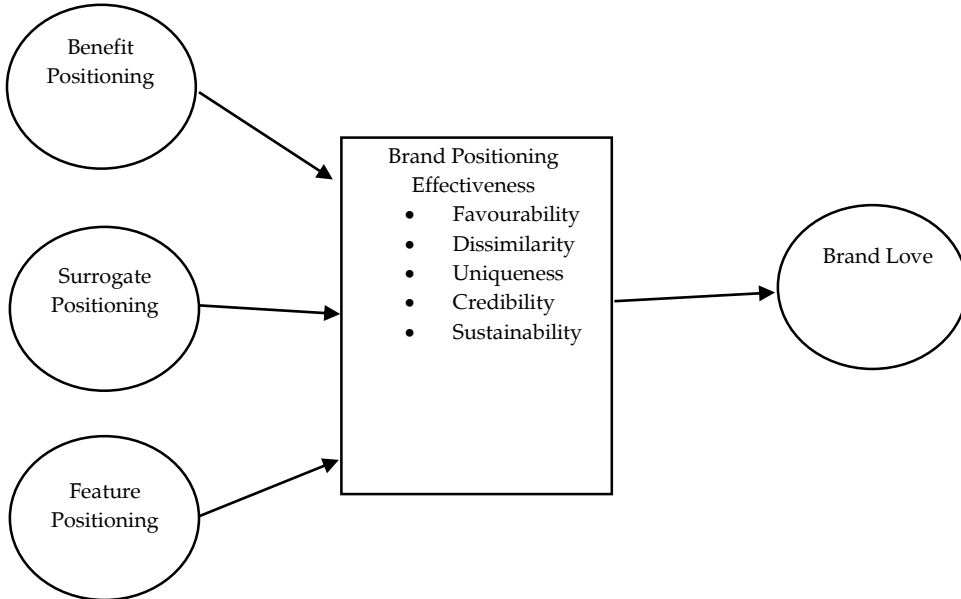 Benefit
Positioning
Brand Positioning
Effectiveness
• Favourability
• Dissimilarity
• Uniqueness
• Credibility
• Sustainability
Surrogate
Positioning
Brand Love
Feature
Positioning